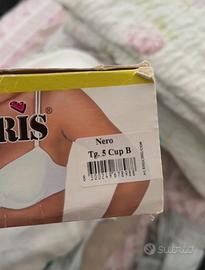 RIS
Nero
Tg. 5 Cup B
subito